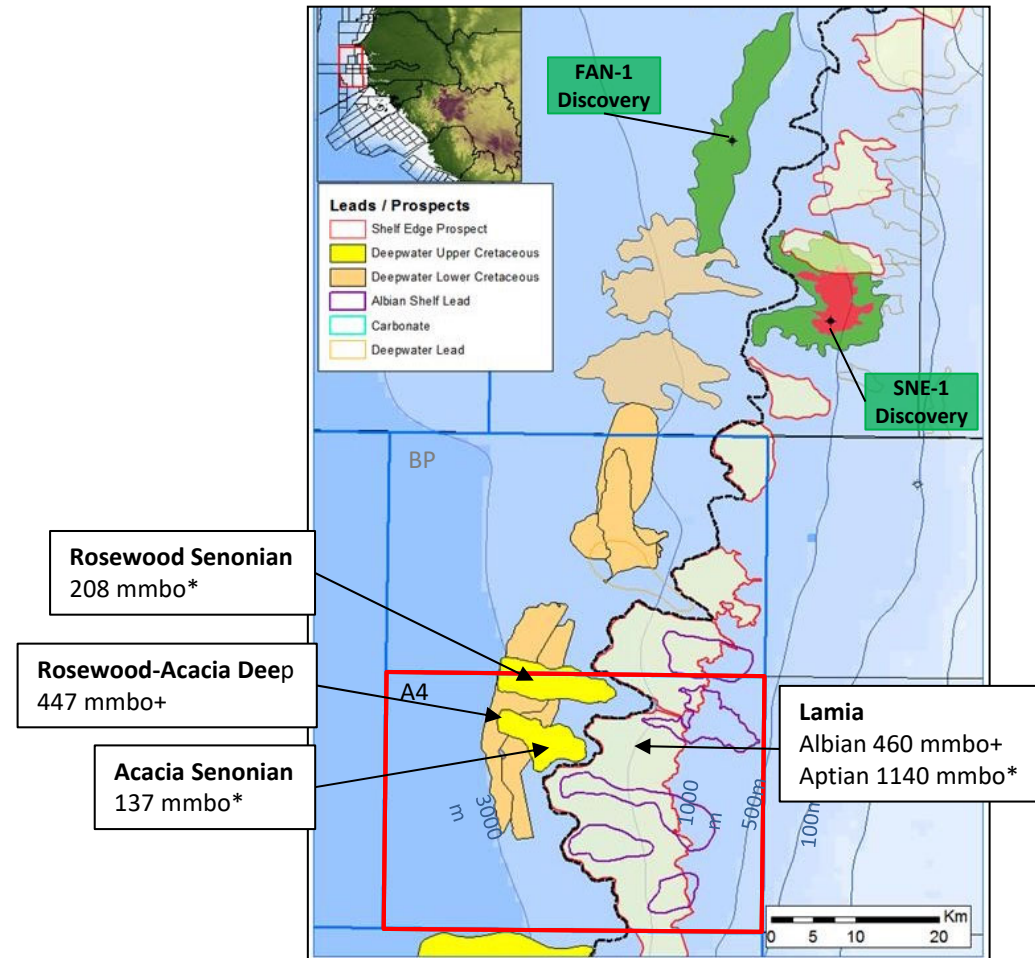 FAN-1
Discovery
Leads / Prospects
Shelf Edge Prospect
Deepwater Upper Cretaceous
Deepwater Lower Cretaceous
Albian Shelf Lead
Carbonate
Deepwater Lead
SNE-1
Discovery
BP
Rosewood Senonian
208 mmbo*
Rosewood-Acacia Deep
447 mmbo+
Acacia Senonian
137 mmbo*
A4
Lamia
Albian 460 mmbo+
Aptian 1140 mmbo*
3000
m
1000
m
500m
100m
Km
0 5 10 20